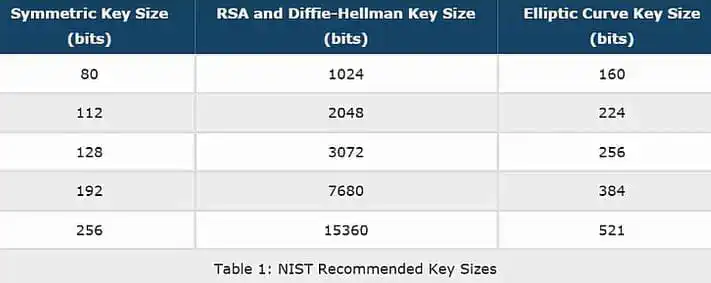 Symmetric Key Size (bits) RSA and Diffie-Hellman Key Size (bits) Elliptic Curve Key Size (bits)
80 1024 160
112 2048 224
128 3072 256
192 7680 384
256 15360 521
Table 1: NIST Recommended Key Sizes